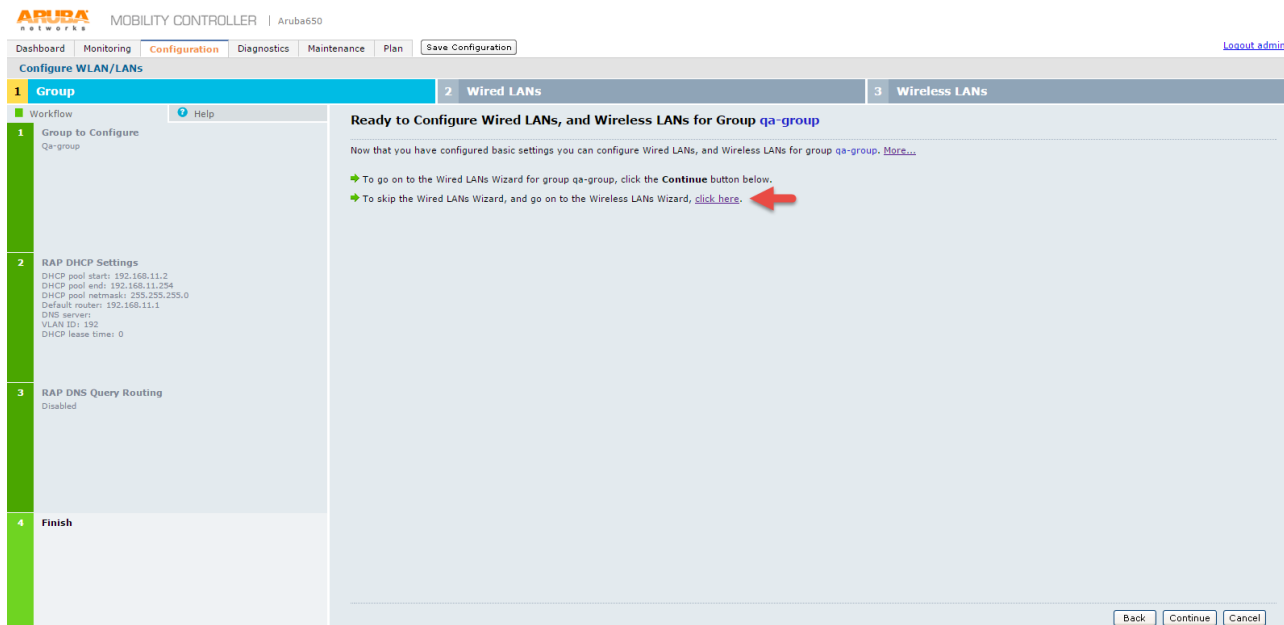 ARUBA networks MOBILITY CONTROLLER | Aruba650
Dashboard Monitoring Configuration Diagnostics Maintenance Plan Save Configuration Logout admin
Configure WLAN/LANs
1 Group 2 Wired LANs 3 Wireless LANs
Workflow ? Help
1 Group to Configure
Qa-group
2 RAP DHCP Settings
DHCP pool start: 192.168.11.2
DHCP pool end: 192.168.11.254
DHCP pool netmask: 255.255.255.0
Default router: 192.168.11.1
DNS server:
VLAN ID: 192
DHCP lease time: 0
3 RAP DNS Query Routing
Disabled
4 Finish
Ready to Configure Wired LANs, and Wireless LANs for Group qa-group
Now that you have configured basic settings you can configure Wired LANs, and Wireless LANs for group qa-group. More...
To go on to the Wired LANs Wizard for group qa-group, click the Continue button below.
To skip the Wired LANs Wizard, and go on to the Wireless LANs Wizard, click here.
Back Continue Cancel